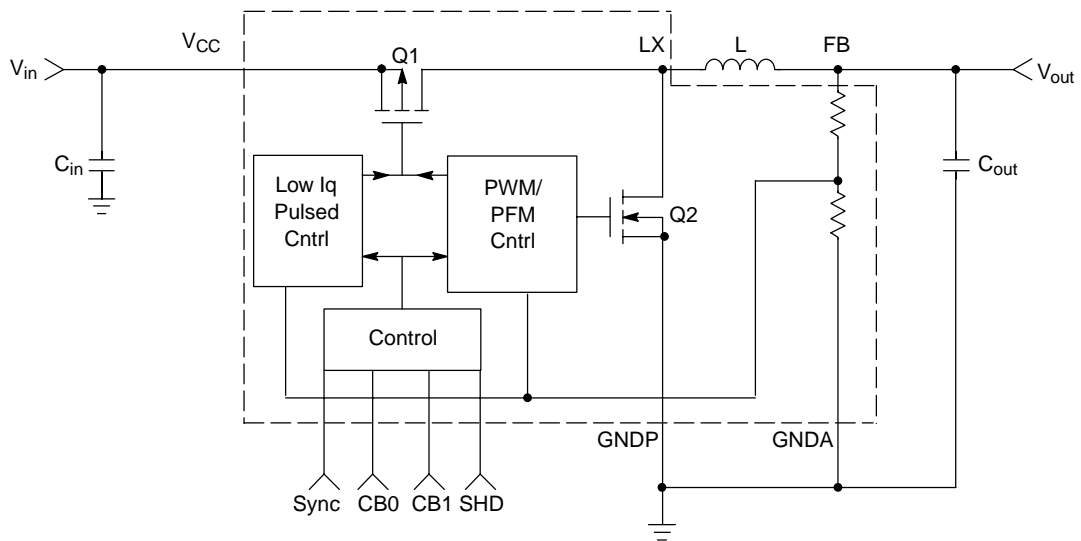 V_CC
Q1
LX
L
FB
V_in
V_out
C_in
Low Iq
Pulsed
Cntrl
PWM/
PFM
Cntrl
Q2
C_out
Control
GNDP
GNDA
Sync
CB0
CB1
SHD